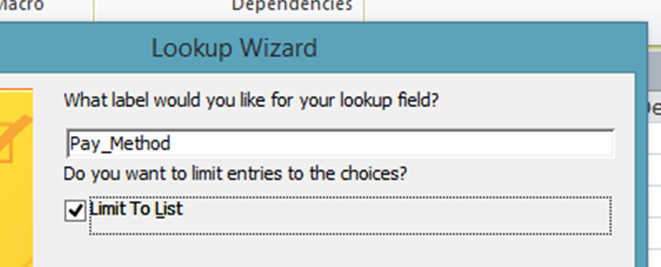 Dependencies
Lookup Wizard
What label would you like for your lookup field?
Pay_Method
Do you want to limit entries to the choices?
Limit To List